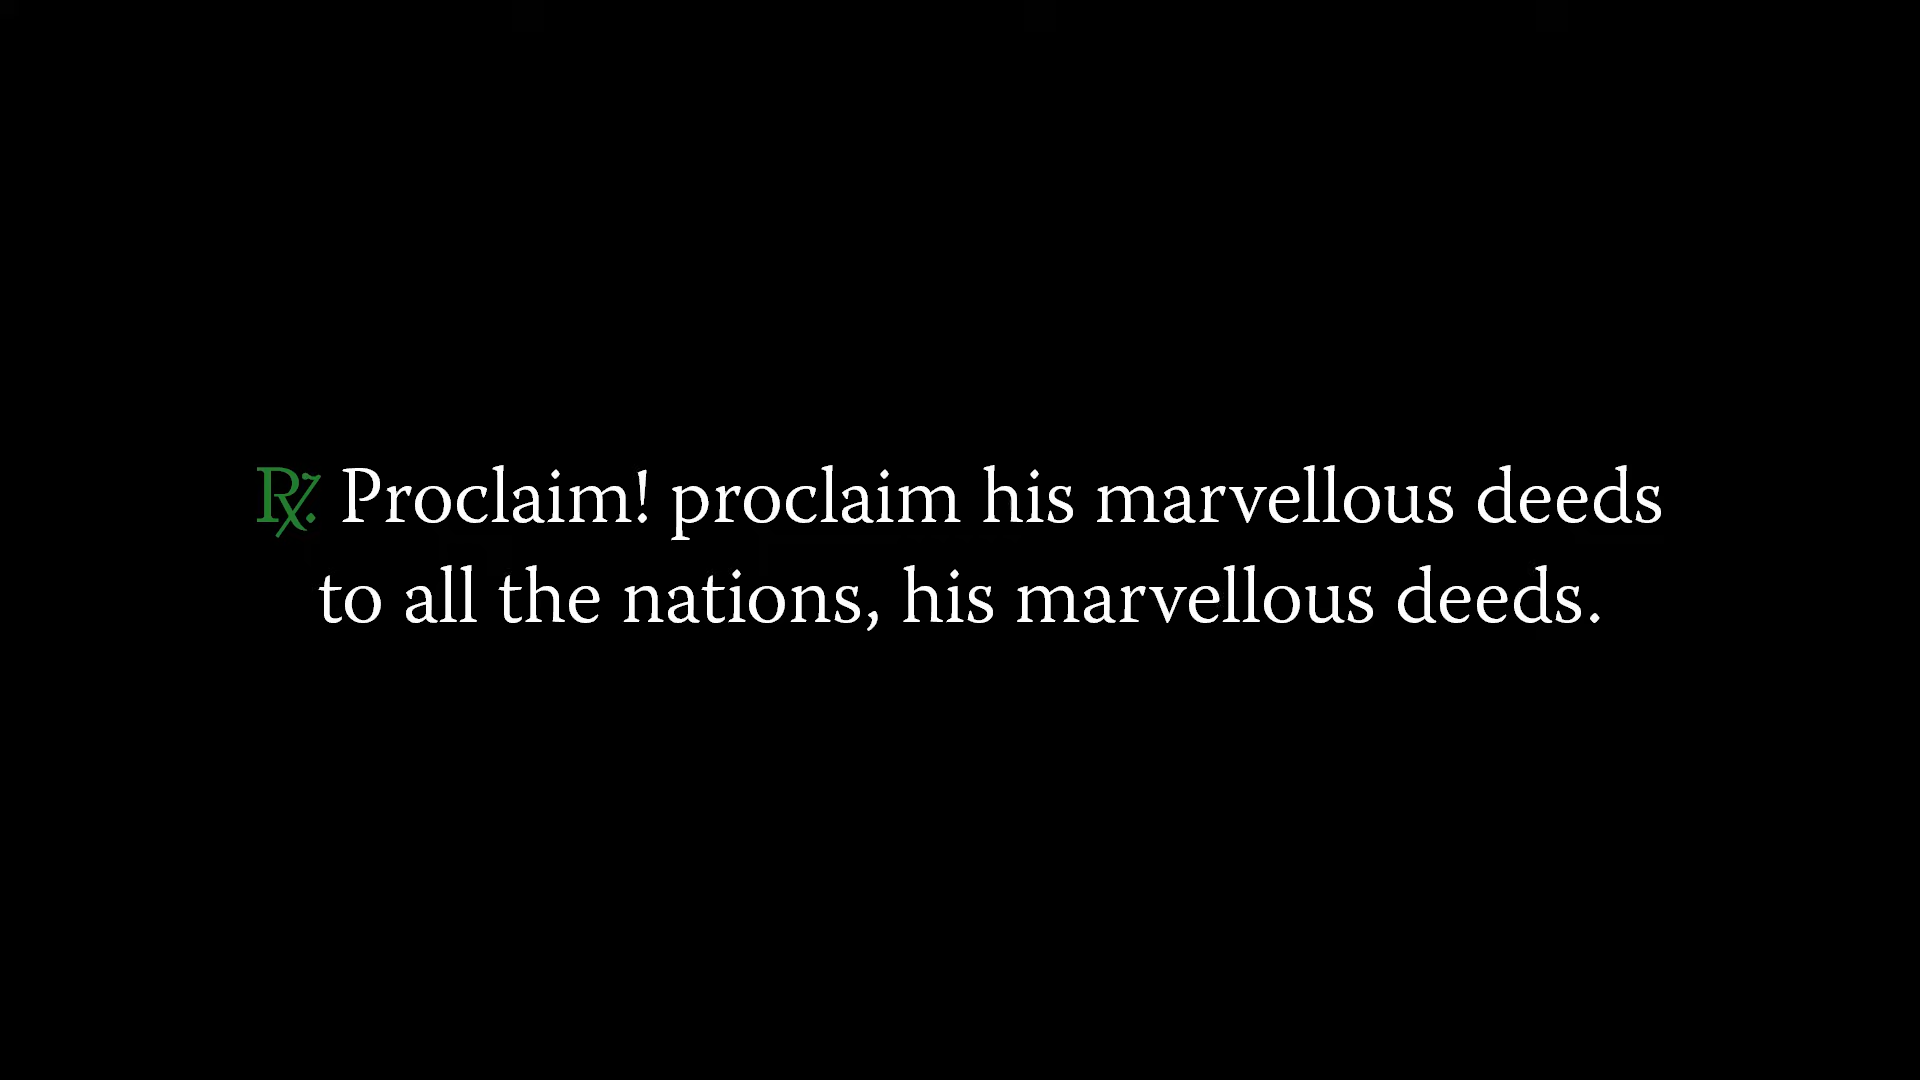 ℟. Proclaim! proclaim his marvellous deeds
to all the nations, his marvellous deeds.